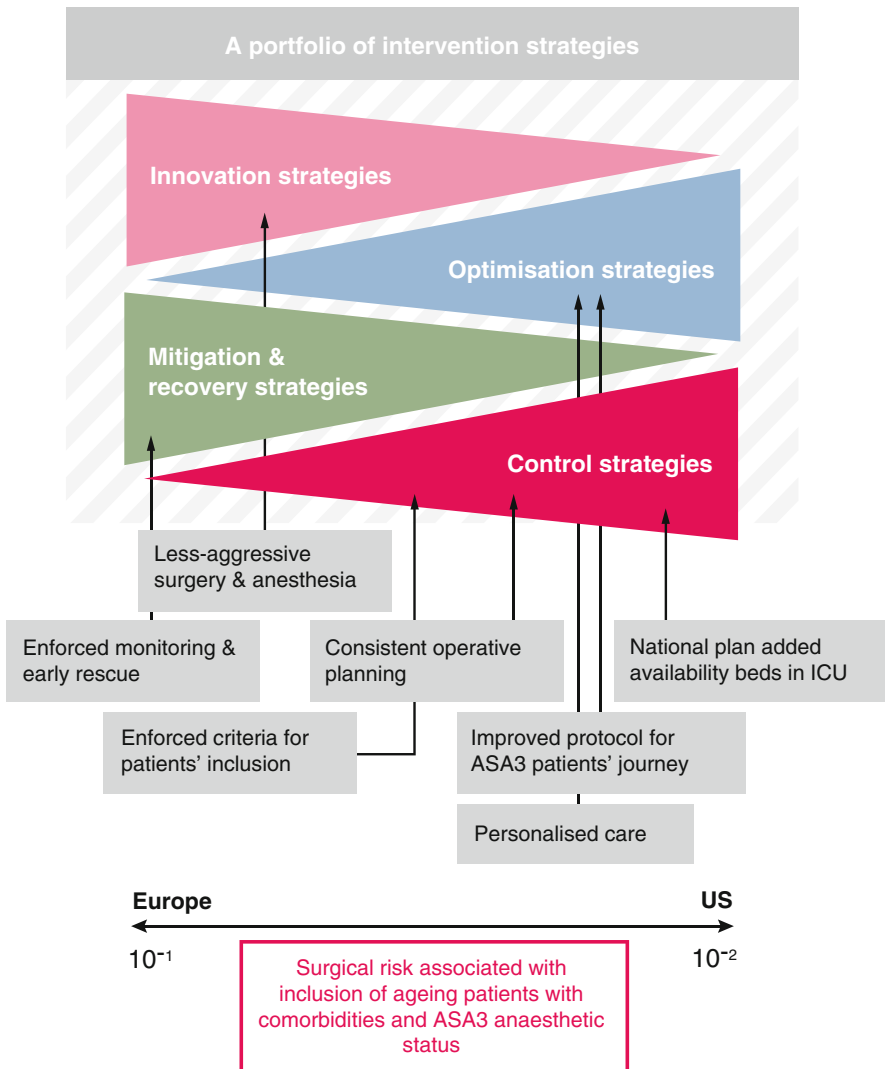 A portfolio of intervention strategies
Innovation strategies
Optimisation strategies
Mitigation &
recovery strategies
Control strategies
Less-aggressive
surgery & anesthesia
Enforced monitoring &
early rescue
Consistent operative
planning
National plan added
availability beds in ICU
Enforced criteria for
patients’ inclusion
Improved protocol for
ASA3 patients’ journey
Personalised care
Europe
US
10⁻¹
10⁻²
Surgical risk associated with
inclusion of ageing patients with
comorbidities and ASA3 anaesthetic
status